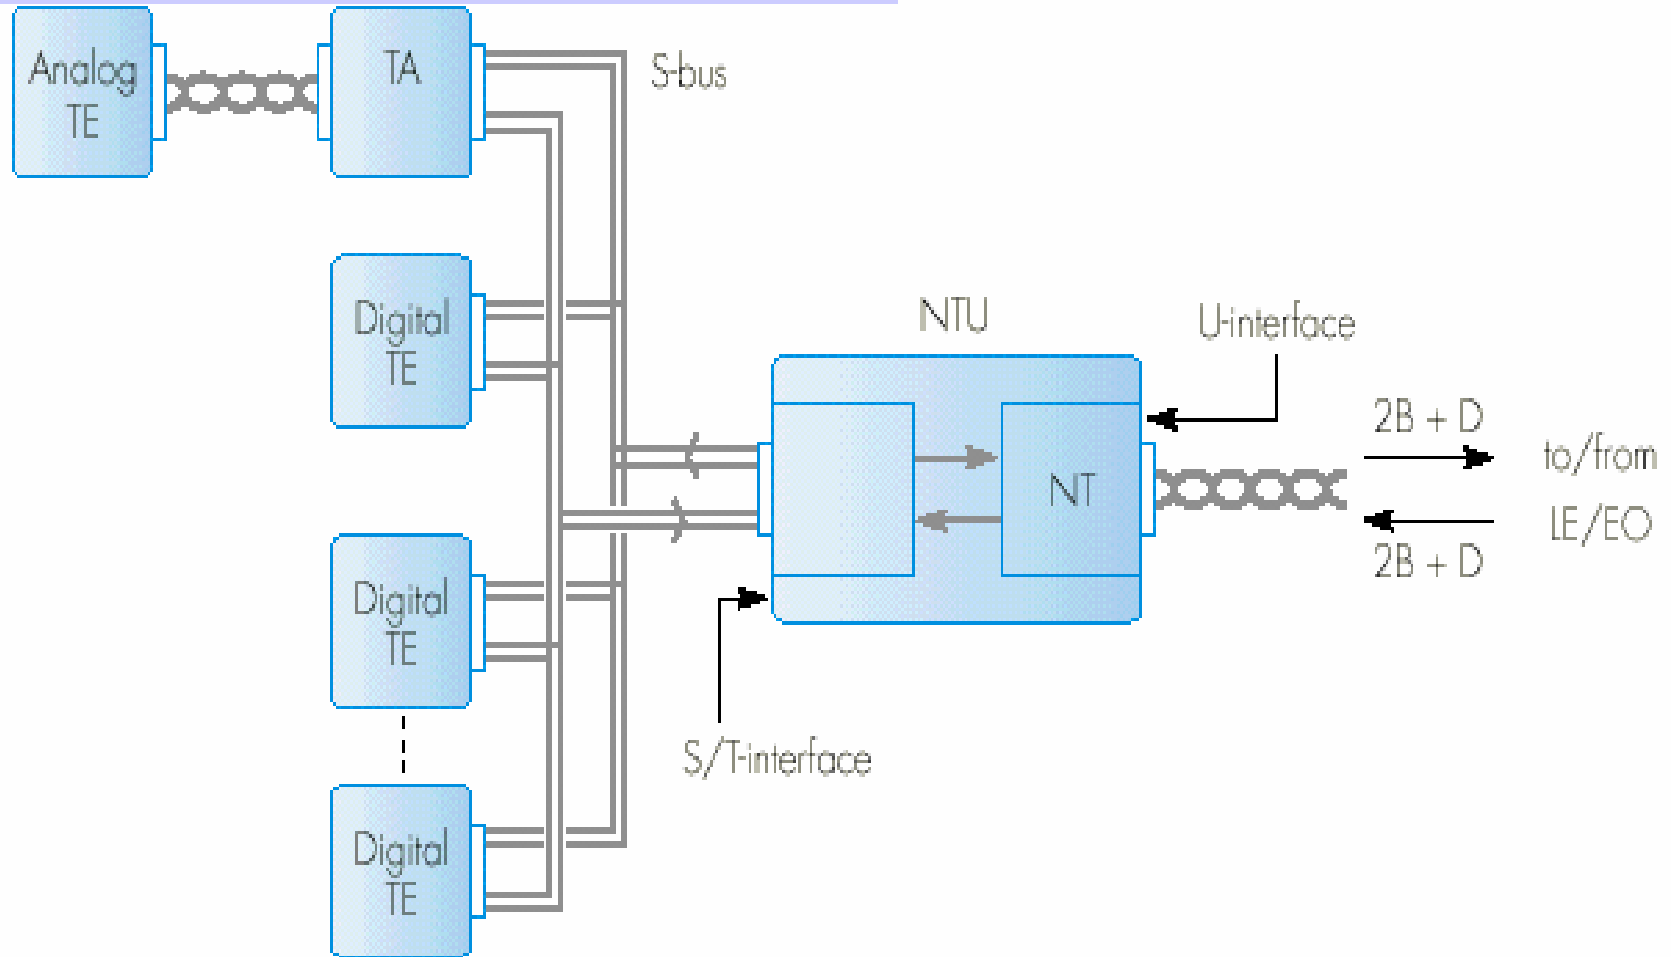 Analog
TE
TA
S-bus
Digital
TE
NTU
U-interface
2B + D
to/from
NT
LE/EO
2B + D
Digital
TE
S/T-interface
Digital
TE